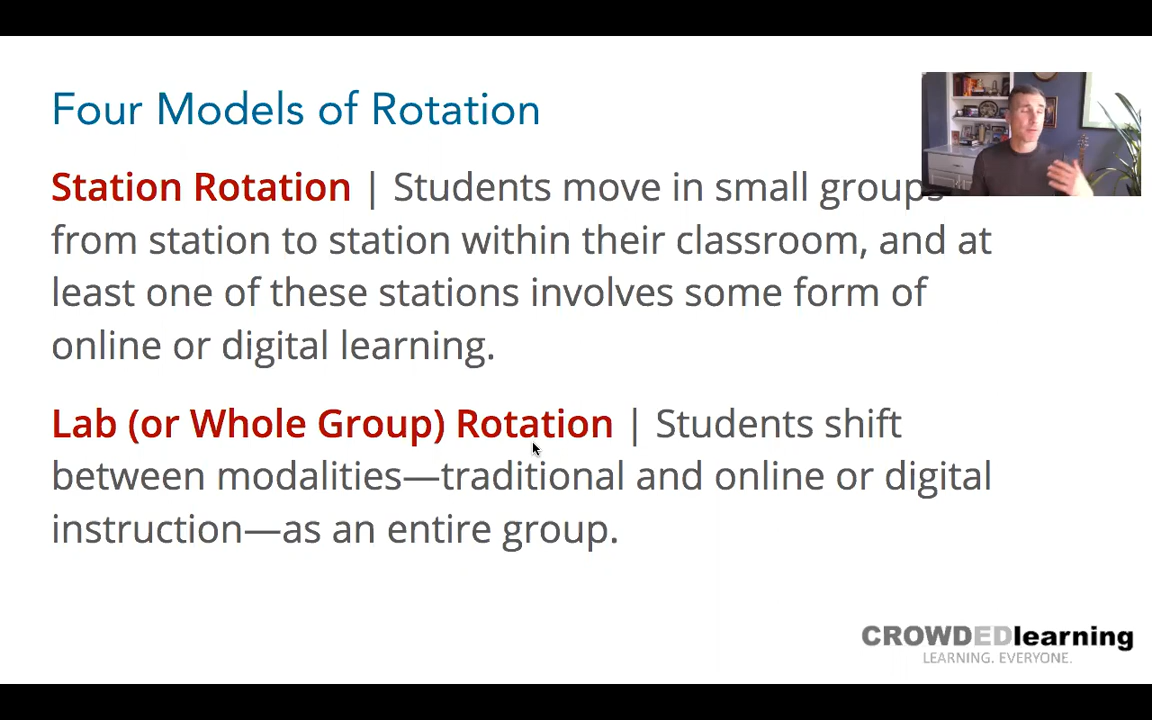 Four Models of Rotation
Station Rotation | Students move in small groups
from station to station within their classroom, and at
least one of these stations involves some form of
online or digital learning.
Lab (or Whole Group) Rotation | Students shift
between modalities—traditional and online or digital
instruction—as an entire group.
CROWDEDlearning
LEARNING. EVERYONE.